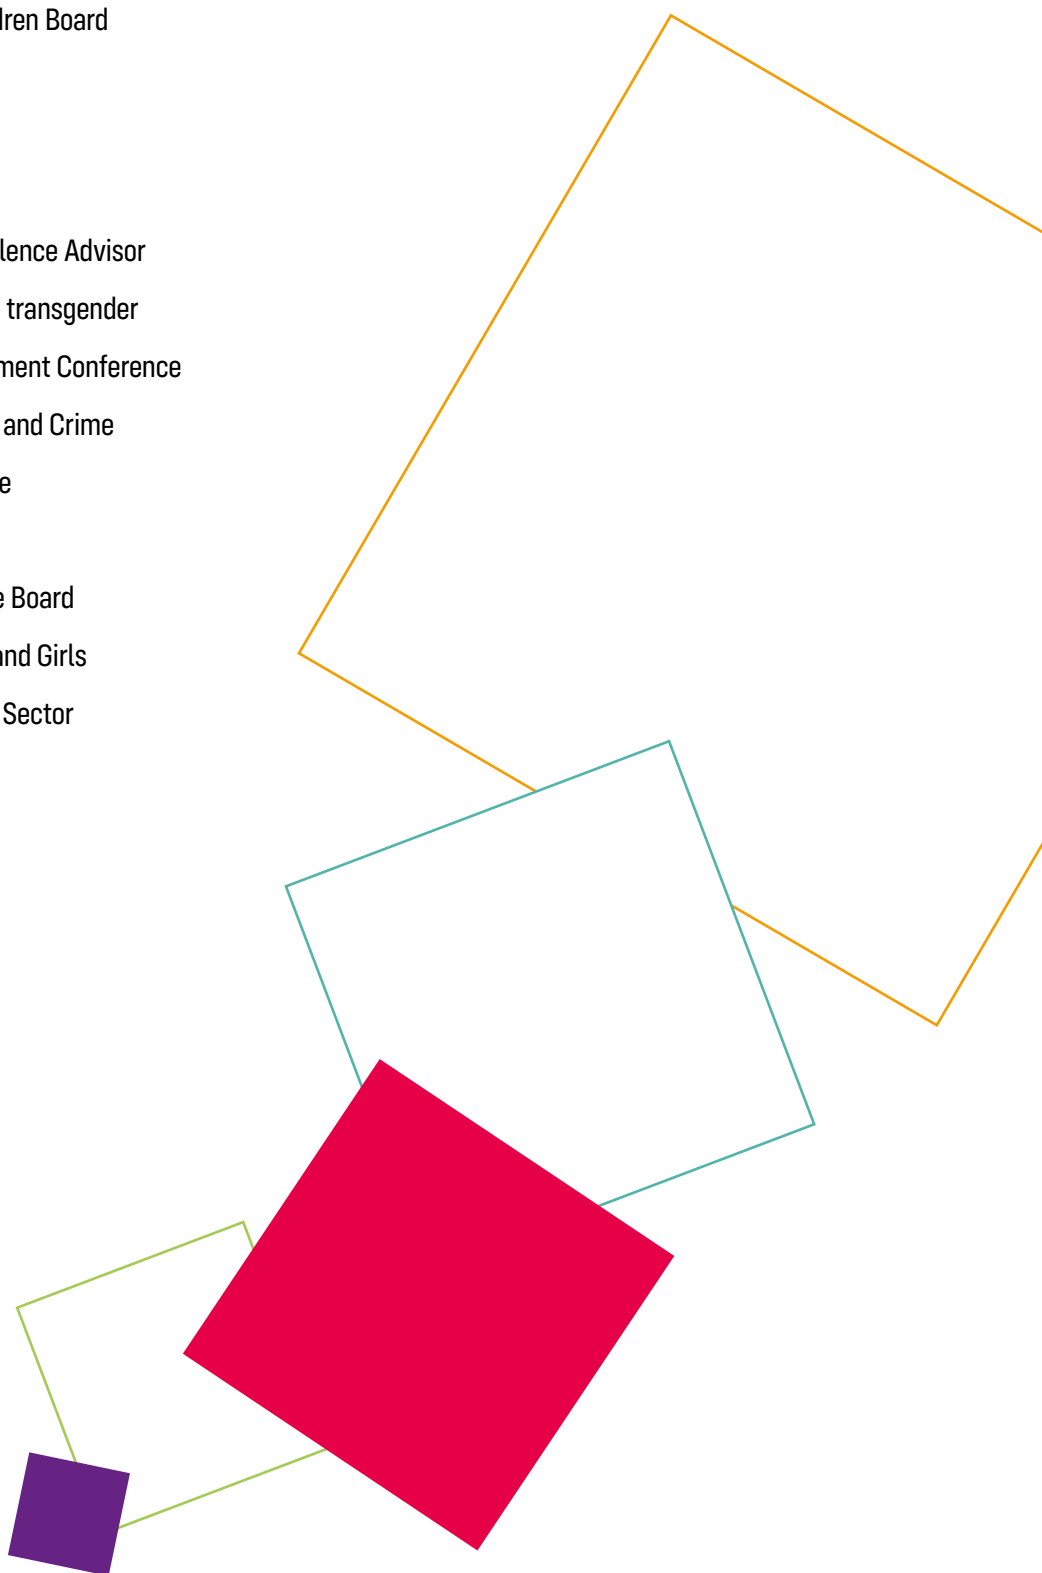 dren Board
lence Advisor
transgender
ment Conference
and Crime
e
e Board
and Girls
Sector